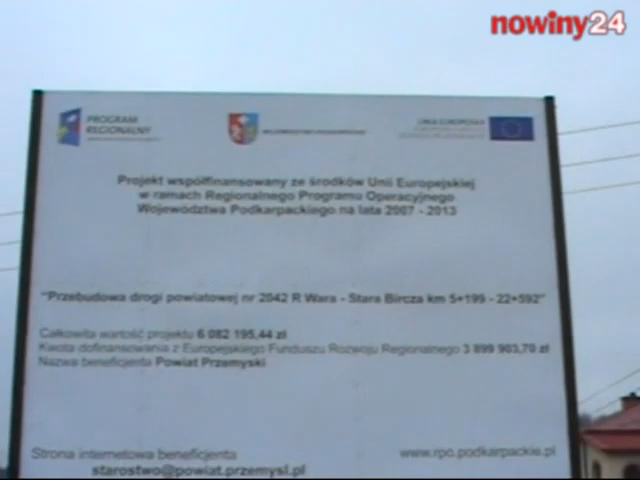 nowiny24
PROGRAM
REGIONALNY
UNIA EUROPEJSKA
Projekt współfinansowany ze środków Unii Europejskiej
w ramach Regionalnego Programu Operacyjnego
Województwa Podkarpackiego na lata 2007 - 2013
"Przebudowa drogi powiatowej nr 2042 R Wara - Stara Bircza km 5+199 - 22+592"
Całkowita wartość projektu 6 082 195,44 zł
Kwota dofinansowania z Europejskiego Funduszu Rozwoju Regionalnego 3 899 903,70 zł
Nazwa beneficjenta Powiat Przemyski
Strona internetowa beneficjenta
starostwo@powiat.przemysl.pl
www.rpo.podkarpackie.pl